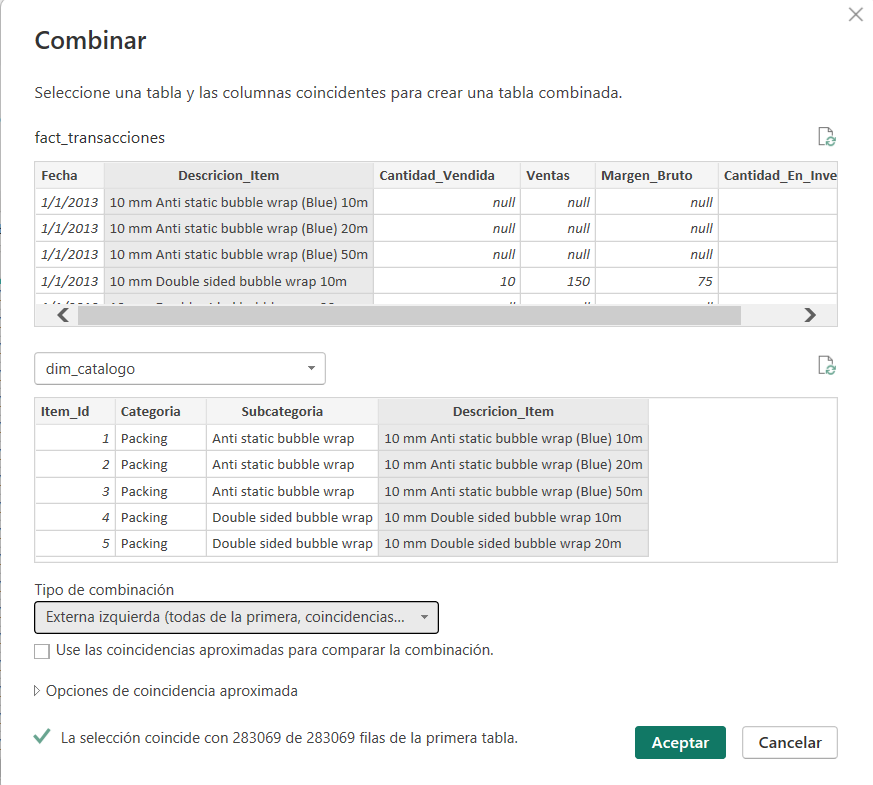 Combinar
Seleccione una tabla y las columnas coincidentes para crear una tabla combinada.
fact_transacciones
Fecha Descricion_Item Cantidad_Vendida Ventas Margen_Bruto Cantidad_En_Inve
1/1/2013 10 mm Anti static bubble wrap (Blue) 10m null null null
1/1/2013 10 mm Anti static bubble wrap (Blue) 20m null null null
1/1/2013 10 mm Anti static bubble wrap (Blue) 50m null null null
1/1/2013 10 mm Double sided bubble wrap 10m 10 150 75
dim_catalogo
Item_Id Categoria Subcategoria Descricion_Item
1 Packing Anti static bubble wrap 10 mm Anti static bubble wrap (Blue) 10m
2 Packing Anti static bubble wrap 10 mm Anti static bubble wrap (Blue) 20m
3 Packing Anti static bubble wrap 10 mm Anti static bubble wrap (Blue) 50m
4 Packing Double sided bubble wrap 10 mm Double sided bubble wrap 10m
5 Packing Double sided bubble wrap 10 mm Double sided bubble wrap 20m
Tipo de combinación
Externa izquierda (todas de la primera, coincidencias...
Use las coincidencias aproximadas para comparar la combinación.
Opciones de coincidencia aproximada
La selección coincide con 283069 de 283069 filas de la primera tabla.
Aceptar Cancelar